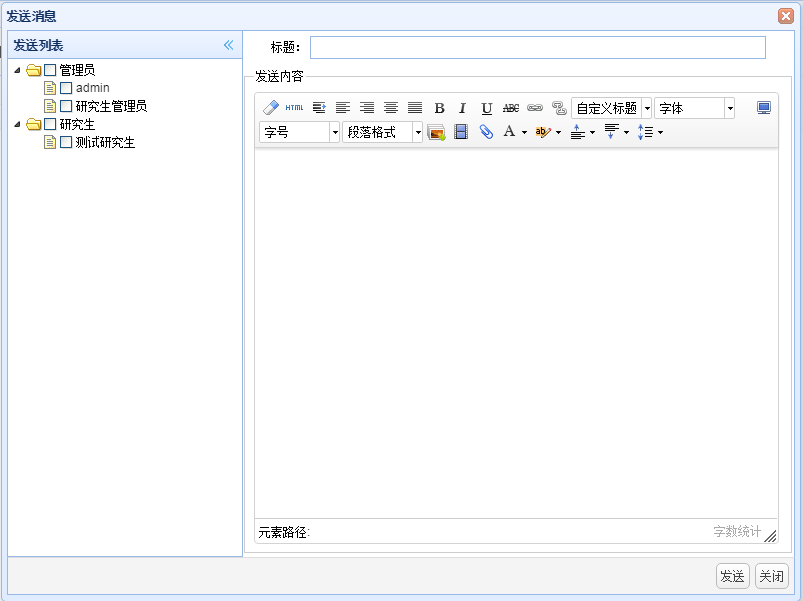 发送消息
发送列表
管理员
admin
研究生管理员
研究生
测试研究生
标题：
发送内容
HTML B I U ABC 自定义标题 字体
字号 段落格式 A ab
元素路径: 字数统计
发送 关闭